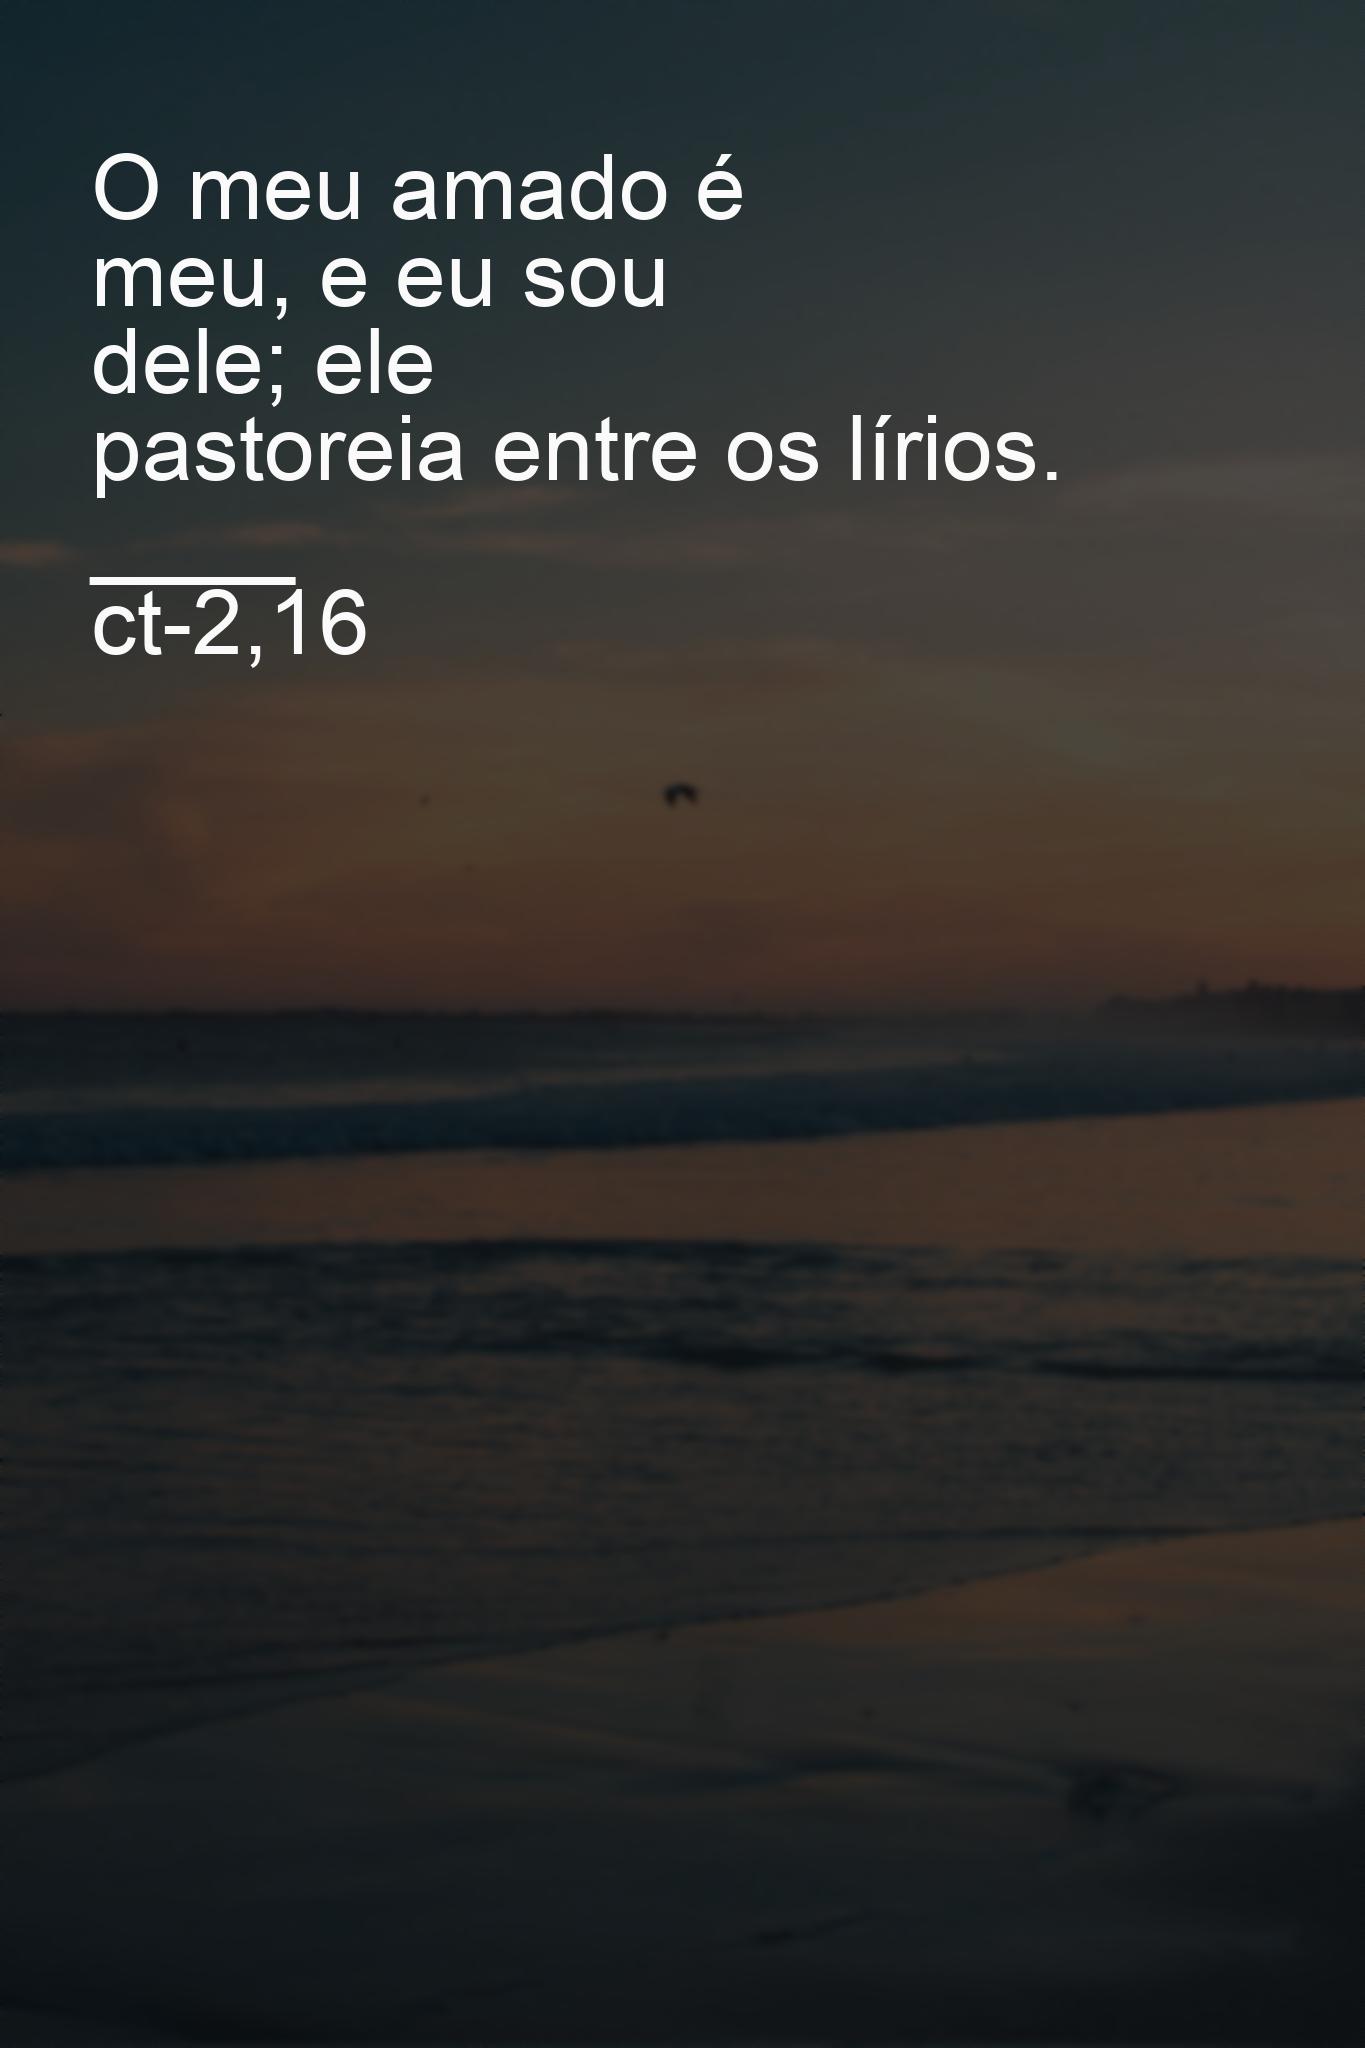 O meu amado é
meu, e eu sou
dele; ele
pastoreia entre os lírios.
ct-2,16